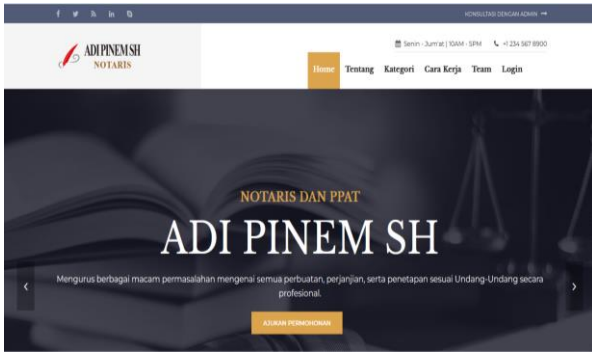 KONSULTASI DENGAN ADMIN
ADI PINEM SH
NOTARIS
Senin - Jum'at | 10AM - 5PM
+1 234 567 8900
Home Tentang Kategori Cara Kerja Team Login
NOTARIS DAN PPAT
ADI PINEM SH
Mengurus berbagai macam permasalahan mengenai semua perbuatan, perjanjian, serta penetapan sesuai Undang-Undang secara
profesional.
AJUKAN PERMOHONAN